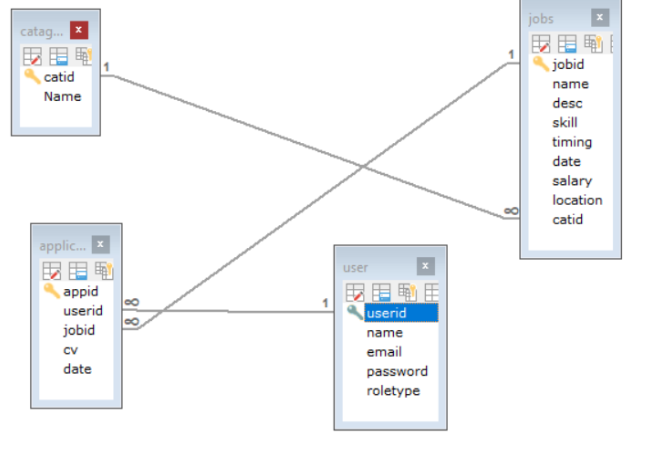 catag...
x
catid
Name
1
jobs
x
jobid
name
desc
skill
timing
date
salary
location
catid
1
∞
applic...
x
appid
userid
jobid
cv
date
∞
∞
user
x
userid
name
email
password
roletype
1